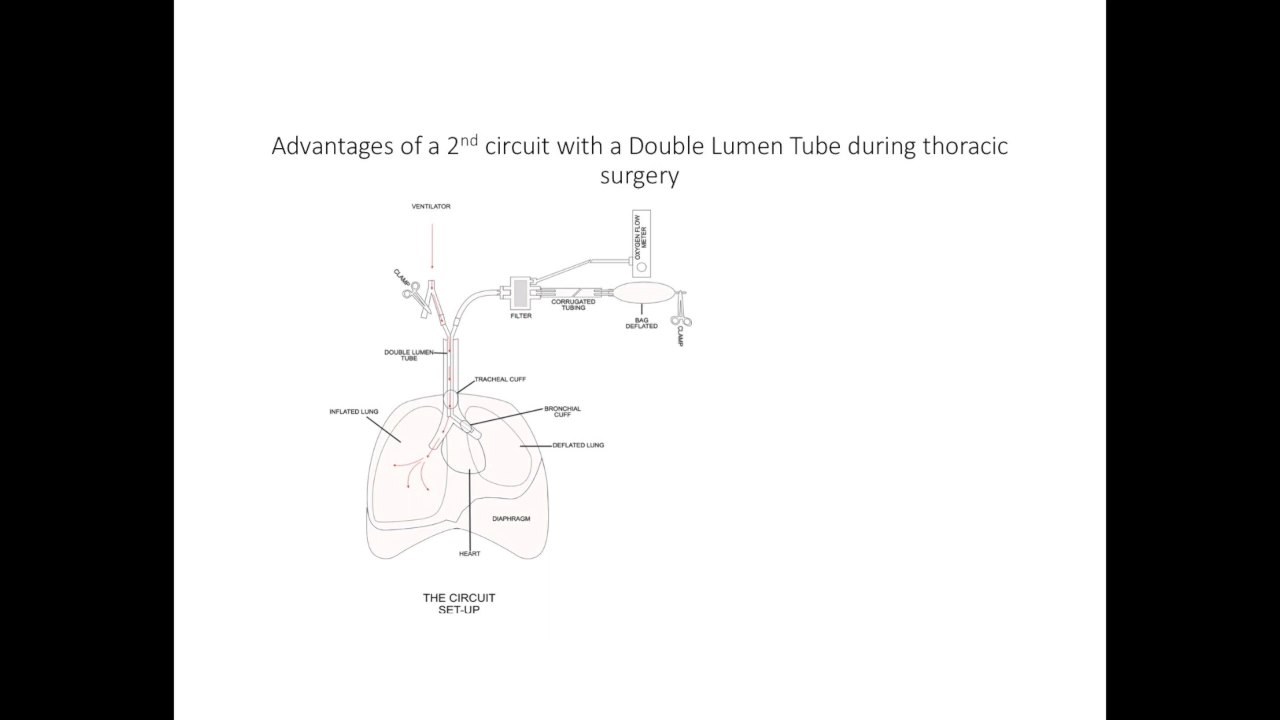 Advantages of a 2nd circuit with a Double Lumen Tube during thoracic
surgery
VENTILATOR
OXYGEN FLOW
METER
CLAMP
FILTER
CORRUGATED
TUBING
BAG
DEFLATED
CLAMP
DOUBLE LUMEN
TUBE
TRACHEAL CUFF
INFLATED LUNG
BRONCHIAL
CUFF
DEFLATED LUNG
DIAPHRAGM
HEART
THE CIRCUIT
SET-UP